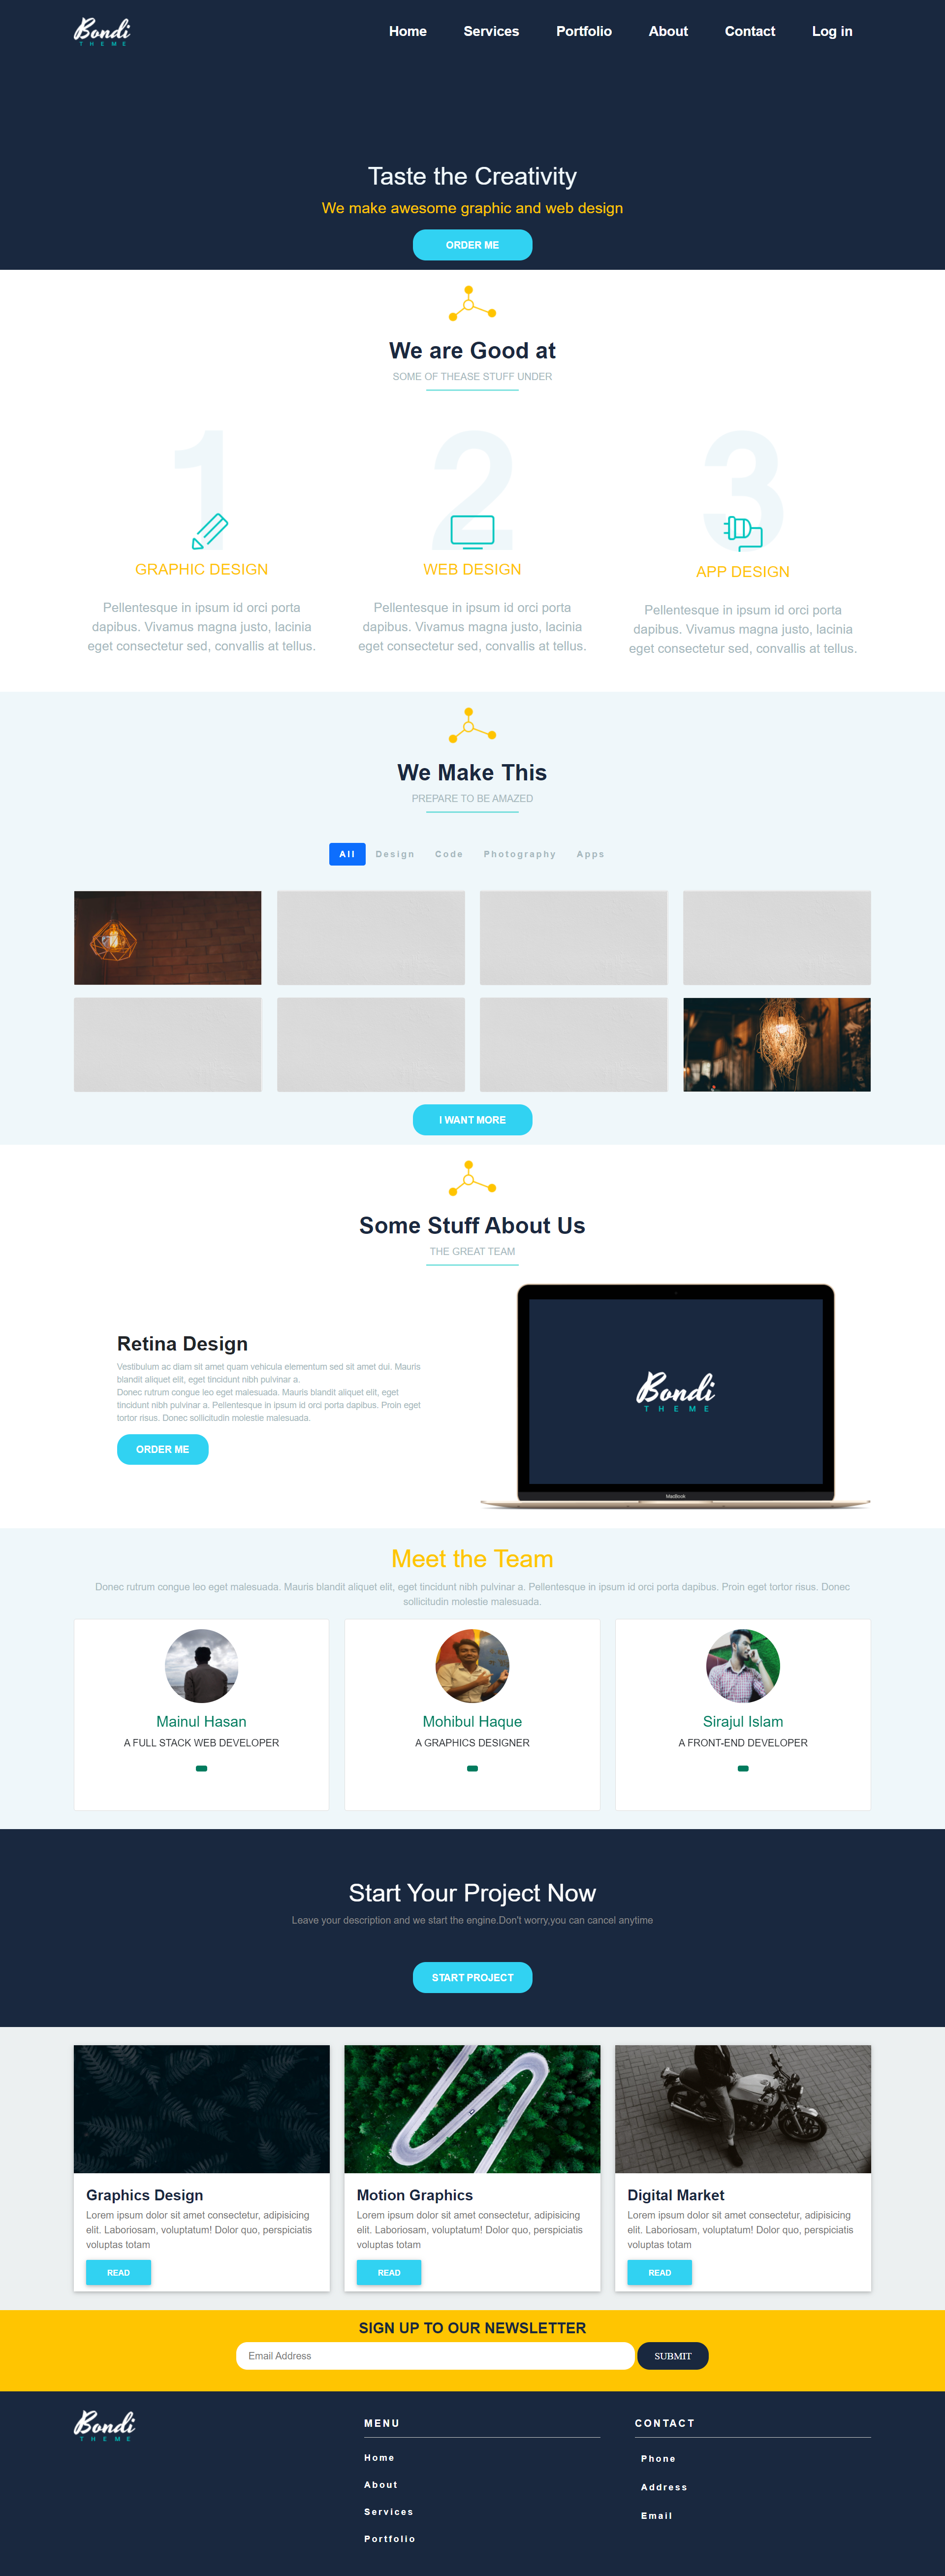 Bondi
THEME
Home Services Portfolio About Contact Log in
Taste the Creativity
We make awesome graphic and web design
ORDER ME
We are Good at
SOME OF THEASE STUFF UNDER
1
2
3
GRAPHIC DESIGN
Pellentesque in ipsum id orci porta
dapibus. Vivamus magna justo, lacinia
eget consectetur sed, convallis at tellus.
WEB DESIGN
Pellentesque in ipsum id orci porta
dapibus. Vivamus magna justo, lacinia
eget consectetur sed, convallis at tellus.
APP DESIGN
Pellentesque in ipsum id orci porta
dapibus. Vivamus magna justo, lacinia
eget consectetur sed, convallis at tellus.
We Make This
PREPARE TO BE AMAZED
All Design Code Photography Apps
I WANT MORE
Some Stuff About Us
THE GREAT TEAM
Retina Design
Vestibulum ac diam sit amet quam vehicula elementum sed sit amet dui. Mauris
blandit aliquet elit, eget tincidunt nibh pulvinar a.
Donec rutrum congue leo eget malesuada. Mauris blandit aliquet elit, eget
tincidunt nibh pulvinar a. Pellentesque in ipsum id orci porta dapibus. Proin eget
tortor risus. Donec sollicitudin molestie malesuada.
ORDER ME
Bondi
THEME
MacBook
Meet the Team
Donec rutrum congue leo eget malesuada. Mauris blandit aliquet elit, eget tincidunt nibh pulvinar a. Pellentesque in ipsum id orci porta dapibus. Proin eget tortor risus. Donec
sollicitudin molestie malesuada.
Mainul Hasan
A FULL STACK WEB DEVELOPER
Mohibul Haque
A GRAPHICS DESIGNER
Sirajul Islam
A FRONT-END DEVELOPER
Start Your Project Now
Leave your description and we start the engine.Don't worry,you can cancel anytime
START PROJECT
Graphics Design
Lorem ipsum dolor sit amet consectetur, adipisicing
elit. Laboriosam, voluptatum! Dolor quo, perspiciatis
voluptas totam
READ
Motion Graphics
Lorem ipsum dolor sit amet consectetur, adipisicing
elit. Laboriosam, voluptatum! Dolor quo, perspiciatis
voluptas totam
READ
Digital Market
Lorem ipsum dolor sit amet consectetur, adipisicing
elit. Laboriosam, voluptatum! Dolor quo, perspiciatis
voluptas totam
READ
SIGN UP TO OUR NEWSLETTER
Email Address
SUBMIT
Bondi
THEME
MENU
Home
About
Services
Portfolio
CONTACT
Phone
Address
Email